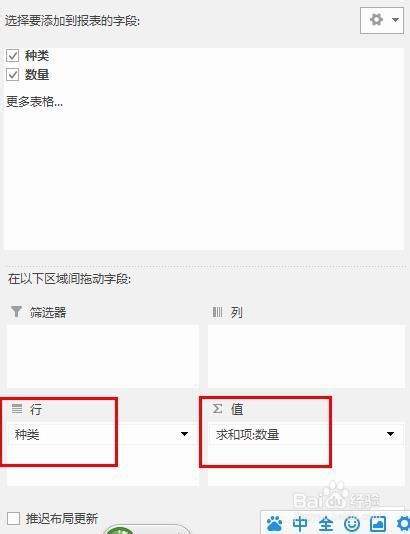 选择要添加到报表的字段:
种类
数量
更多表格...
在以下区间拖动字段:
筛选器
列
行
值
种类
求和项:数量
推迟布局更新
Baidu经验
中 全